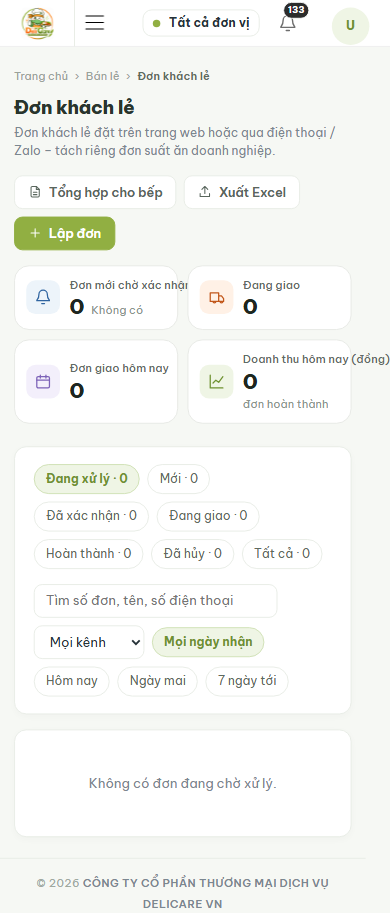 Tất cả đơn vị
133
U
Trang chủ › Bán lẻ › Đơn khách lẻ
Đơn khách lẻ
Đơn khách lẻ đặt trên trang web hoặc qua điện thoại /
Zalo – tách riêng đơn suất ăn doanh nghiệp.
Tổng hợp cho bếp
Xuất Excel
Lập đơn
Đơn mới chờ xác nhận
0 Không có
Đang giao
0
Đơn giao hôm nay
0
Doanh thu hôm nay (đồng)
0
đơn hoàn thành
Đang xử lý · 0
Mới · 0
Đã xác nhận · 0
Đang giao · 0
Hoàn thành · 0
Đã hủy · 0
Tất cả · 0
Tìm số đơn, tên, số điện thoại
Mọi kênh
Mọi ngày nhận
Hôm nay
Ngày mai
7 ngày tới
Không có đơn đang chờ xử lý.
© 2026 CÔNG TY CỔ PHẦN THƯƠNG MẠI DỊCH VỤ
DELICARE VN